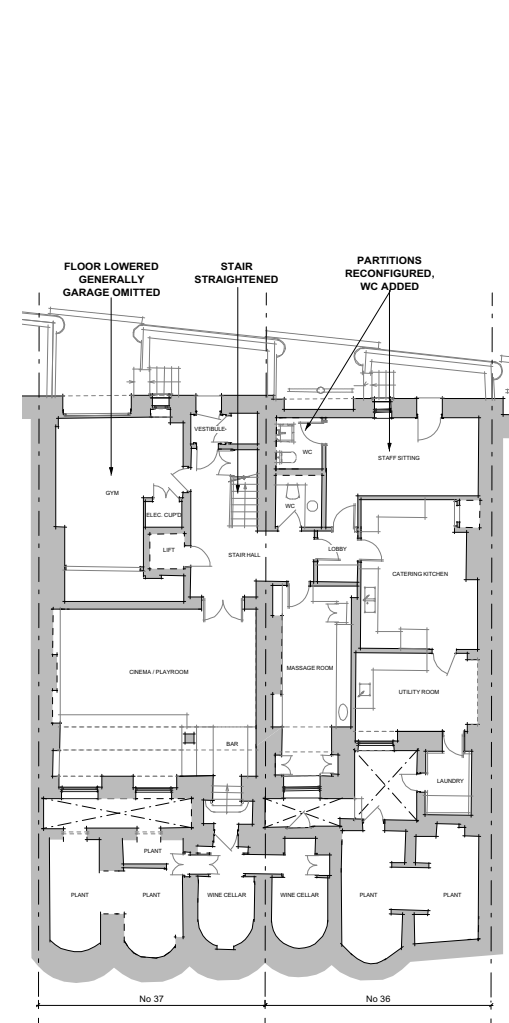 FLOOR LOWERED
GENERALLY
GARAGE OMITTED
STAIR
STRAIGHTENED
PARTITIONS
RECONFIGURED,
WC ADDED
VESTIBULE
WC
STAFF SITTING
GYM
ELEC. CUP'D
WC
LIFT
STAIR HALL
LOBBY
CATERING KITCHEN
CINEMA / PLAYROOM
MASSAGE ROOM
UTILITY ROOM
BAR
LAUNDRY
PLANT
PLANT
PLANT
WINE CELLAR
WINE CELLAR
PLANT
PLANT
No 37
No 36